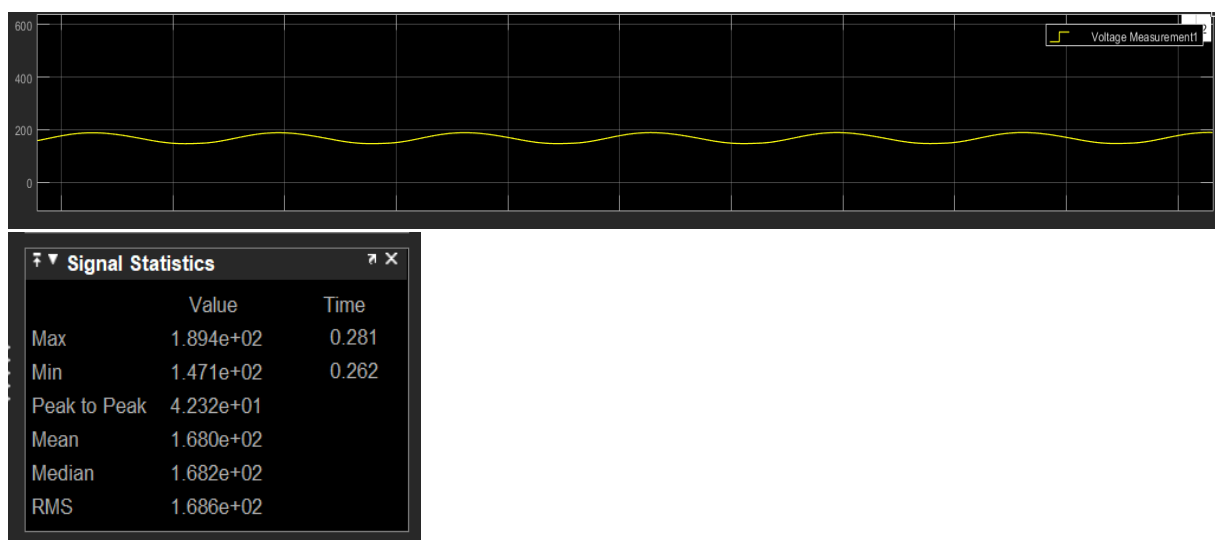 600
Voltage Measurement1
2
400
200
0
Signal Statistics
Value Time
Max 1.894e+02 0.281
Min 1.471e+02 0.262
Peak to Peak 4.232e+01
Mean 1.680e+02
Median 1.682e+02
RMS 1.686e+02